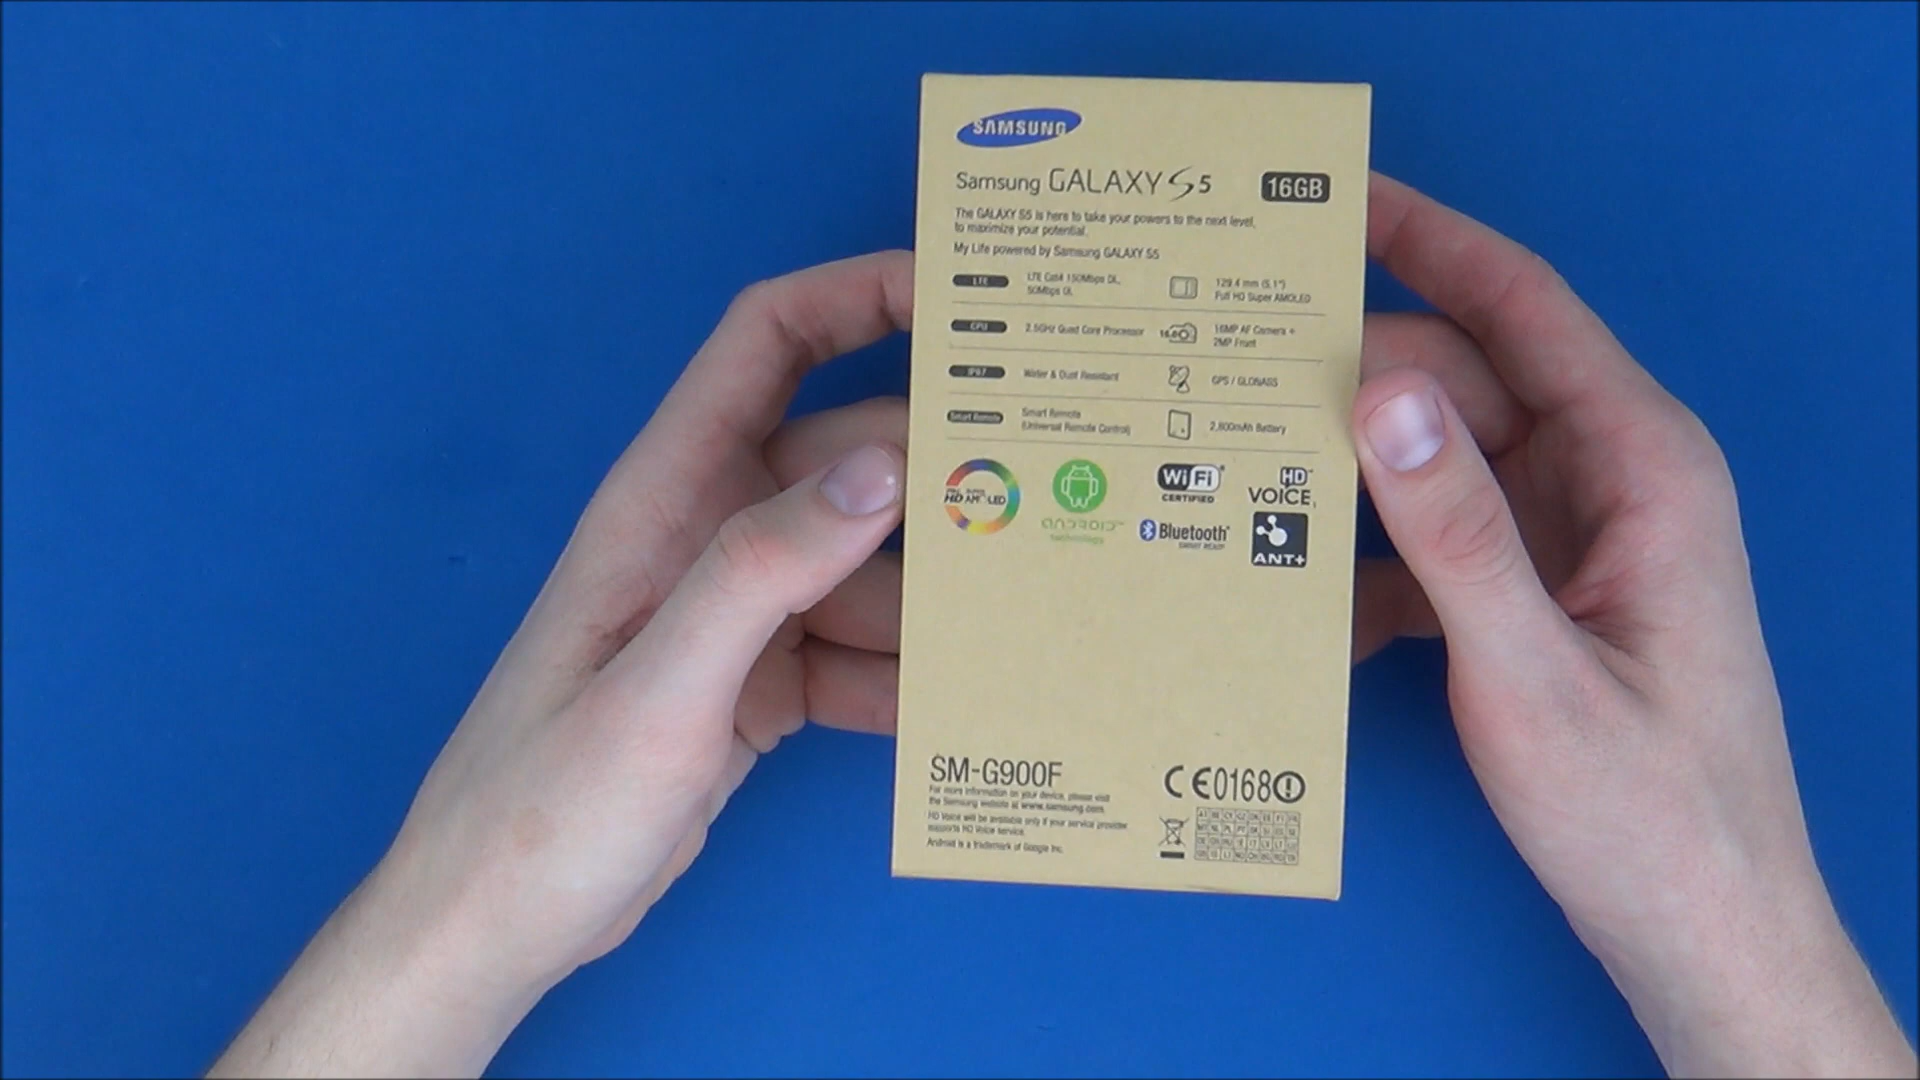 SAMSUNG
Samsung GALAXY S5 16GB
The GALAXY S5 is here to take your powers to the next level,
to maximize your potential.
My Life powered by Samsung GALAXY S5
LTE
LTE Cat4 150Mbps DL,
50Mbps UL
129.4 mm (5.1")
Full HD Super AMOLED
CPU
2.5GHz Quad Core Processor
16MP AF Camera +
2MP Front
IP67
Water & Dust Resistant
GPS / GLONASS
Smart Remote
Smart Remote
(Universal Remote Control)
2,800mAh Battery
HD AMOLED
ANDROID™
technology
Wi Fi
CERTIFIED
HD™
VOICE
Bluetooth®
SMART READY
ANT+
SM-G900F
For more information on your device, please visit
the Samsung website at www.samsung.com.
HD Voice will be available only if your service provider
supports HD Voice service.
Android is a trademark of Google Inc.
CE0168